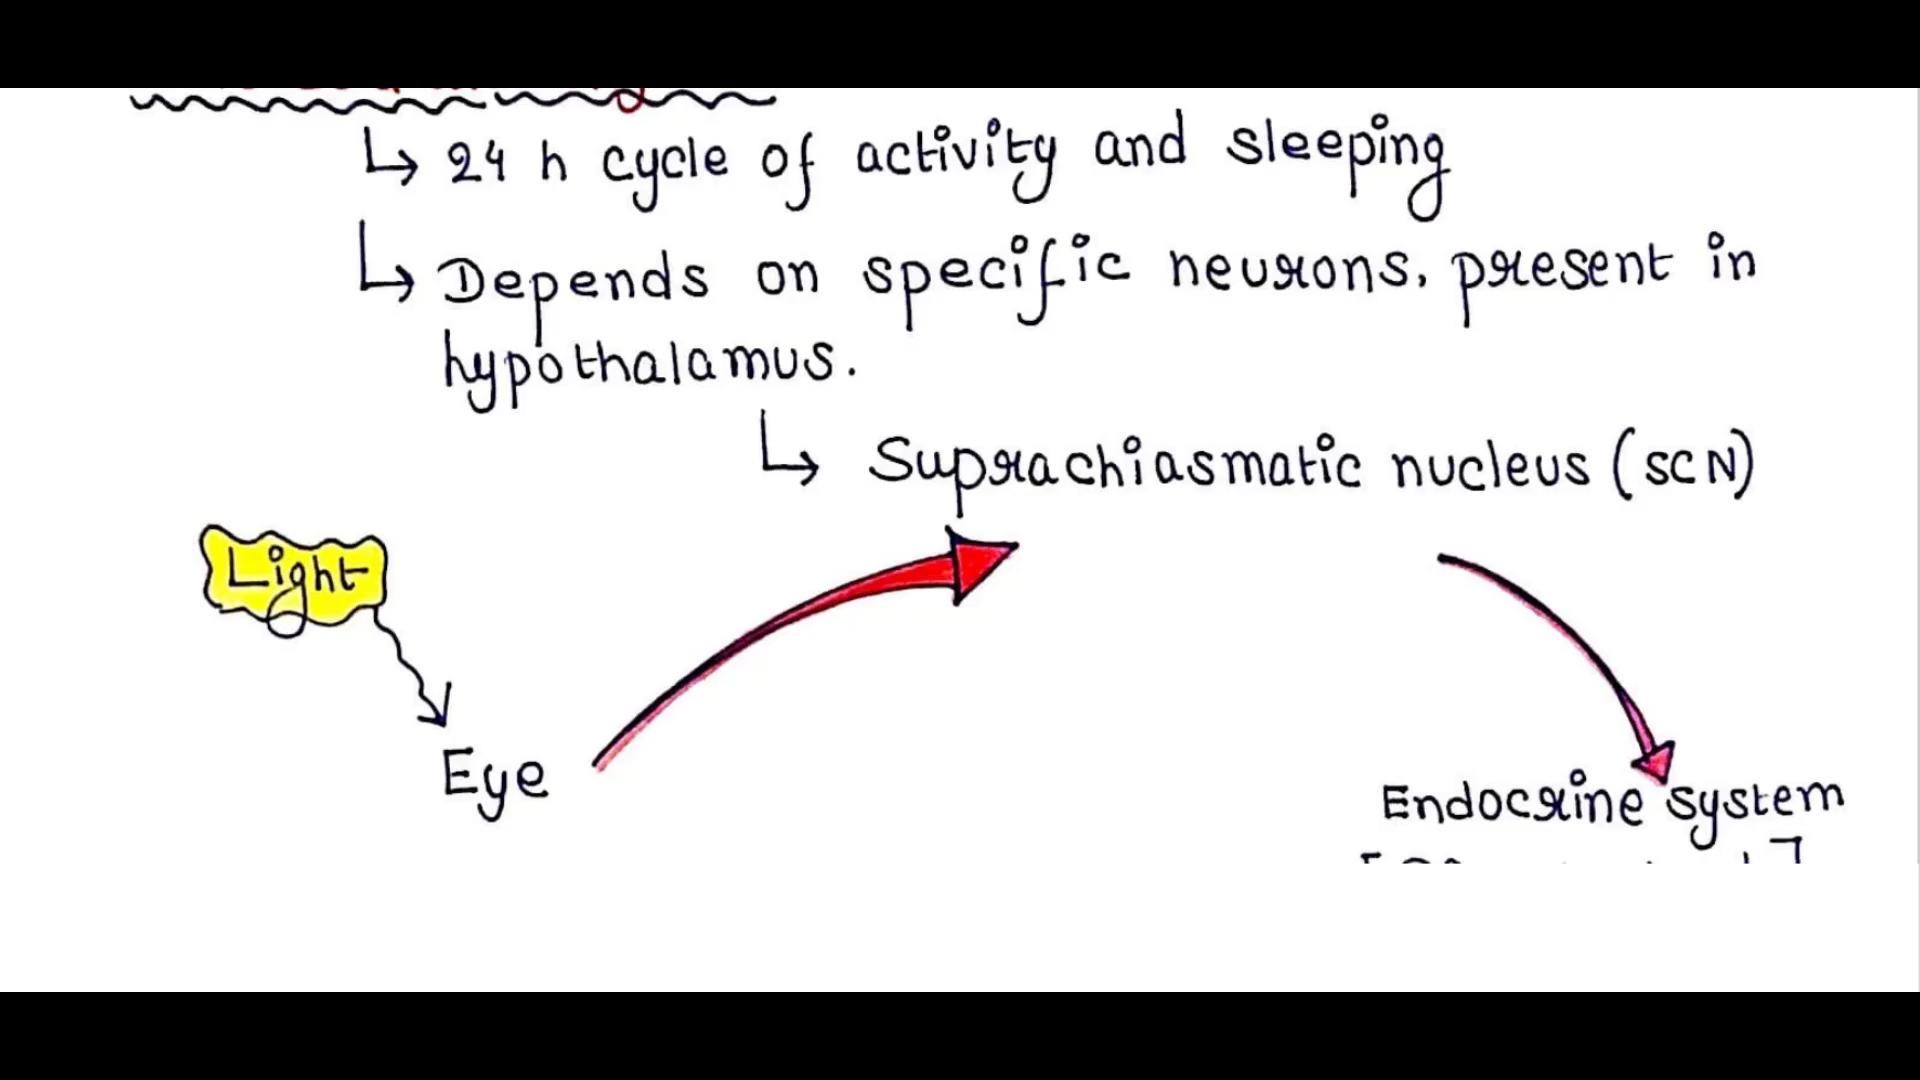 ↳ 24 h cycle of activity and sleeping
↳ Depends on specific neurons, present in
hypothalamus.
↳ Suprachiasmatic nucleus (SCN)
Light
Eye
Endocrine system